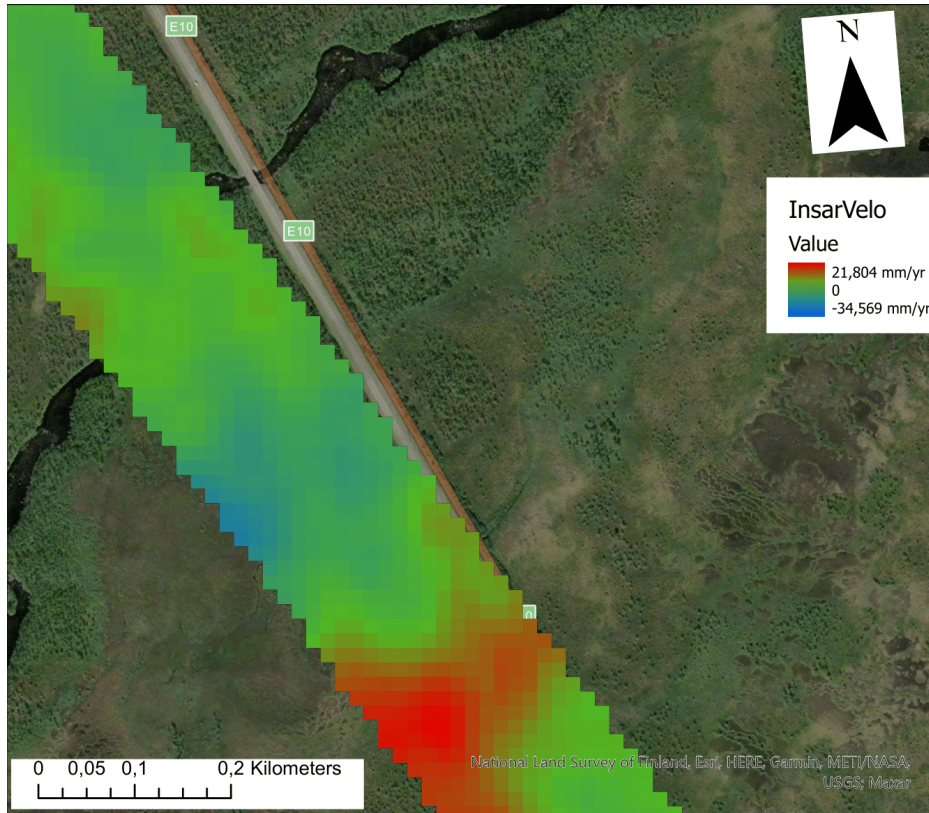 E10
N
E10
InsarVelo
Value
21,804 mm/yr
0
-34,569 mm/yr
0
National Land Survey of Finland, Esri, HERE, Garmin, METI/NASA,
USGS; Maxar
0 0,05 0,1 0,2 Kilometers